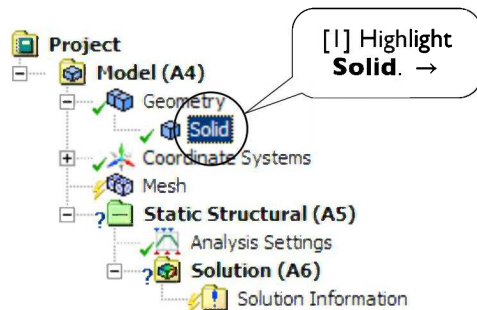 Project
[1] Highlight
Solid. →
Model (A4)
Geometry
Solid
Coordinate Systems
Mesh
Static Structural (A5)
Analysis Settings
Solution (A6)
Solution Information